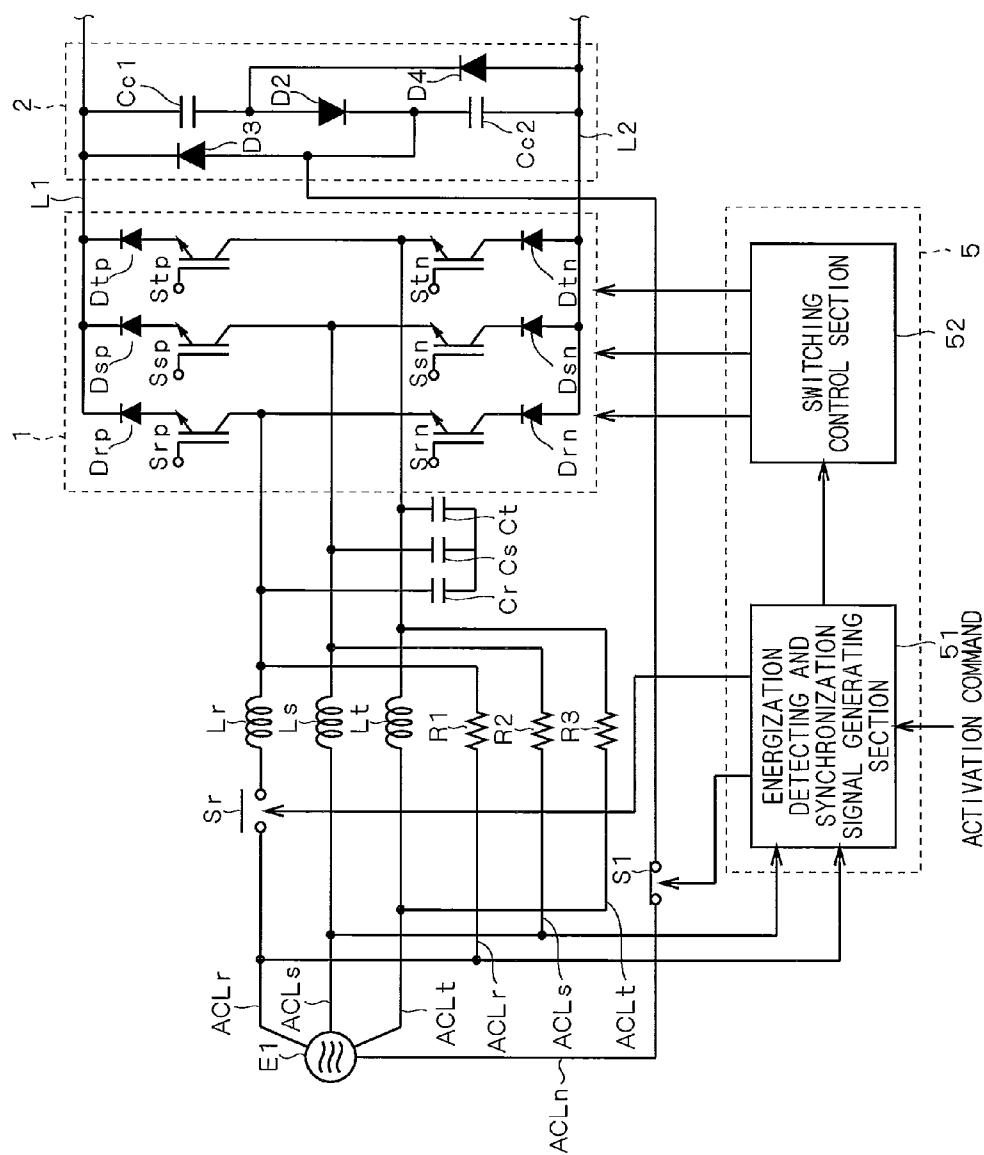 2
Cc1
D2
D4
D3
Cc2
L2
L1
1
Dtp
Stp
Stn
Dtn
Dsp
Ssp
Ssn
Dsn
Drp
Srp
Srn
Drn
Cr Cs Ct
Lr
Ls
Lt
R1
R2
R3
Sr
S1
ACLr
ACLs
ACLt
ACLr
ACLs
ACLt
E1
ACLn
SWITCHING
CONTROL SECTION
52
5
ENERGIZATION
DETECTING AND
SYNCHRONIZATION
SIGNAL GENERATING
SECTION
51
ACTIVATION COMMAND